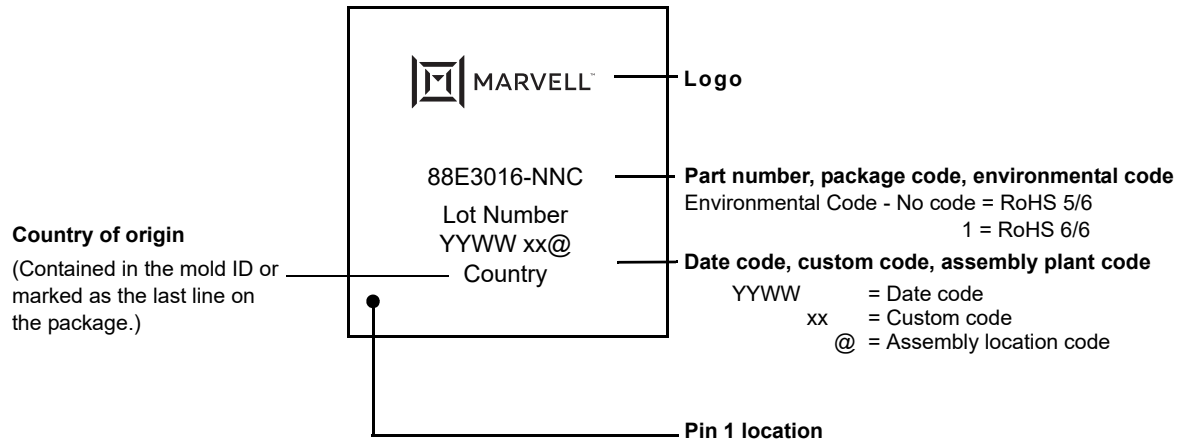 MARVELL™
Logo
88E3016-NNC
Part number, package code, environmental code
Environmental Code - No code = RoHS 5/6
1 = RoHS 6/6
Lot Number
YYWW xx@
Country
Country of origin
(Contained in the mold ID or
marked as the last line on
the package.)
Date code, custom code, assembly plant code
YYWW = Date code
xx = Custom code
@ = Assembly location code
Pin 1 location